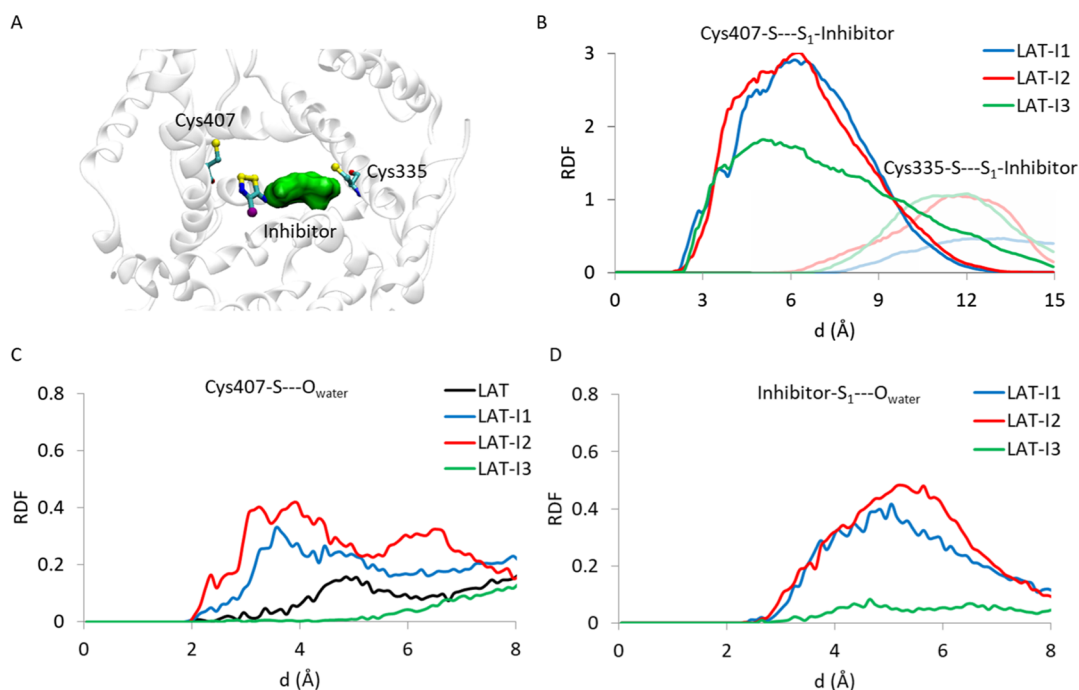 A
Cys407
Cys335
Inhibitor
B
Cys407-S---S₁-Inhibitor
LAT-I1
LAT-I2
LAT-I3
Cys335-S---S₁-Inhibitor
3
2
1
0
RDF
0 3 6 9 12 15
d (Å)
C
Cys407-S---O_water
LAT
LAT-I1
LAT-I2
LAT-I3
0.8
0.6
0.4
0.2
0
RDF
0 2 4 6 8
d (Å)
D
Inhibitor-S₁---O_water
LAT-I1
LAT-I2
LAT-I3
0.8
0.6
0.4
0.2
0
RDF
0 2 4 6 8
d (Å)